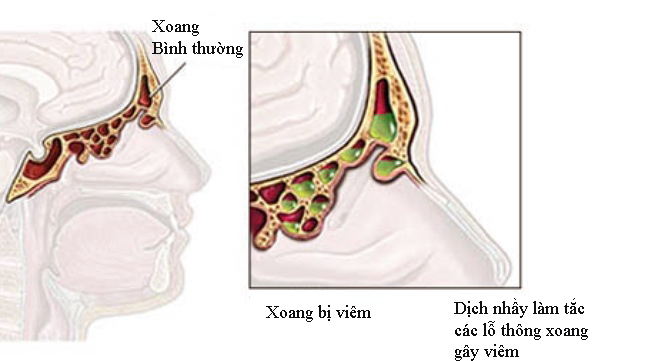 Xoang
Bình thường
Xoang bị viêm
Dịch nhầy làm tắc
các lỗ thông xoang
gây viêm